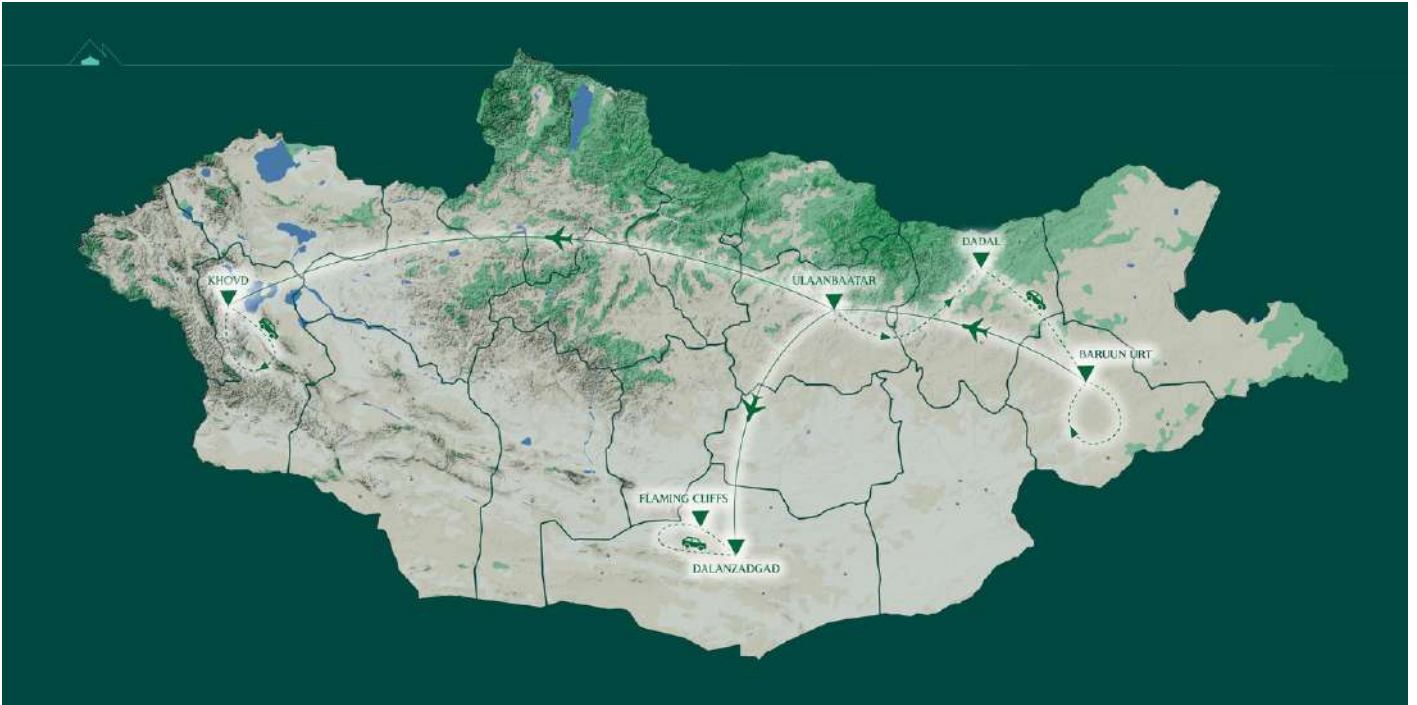 DADAL
KHOVD
ULAANBAATAR
BARUUN URT
FLAMING CLIFFS
DALANZADGAD